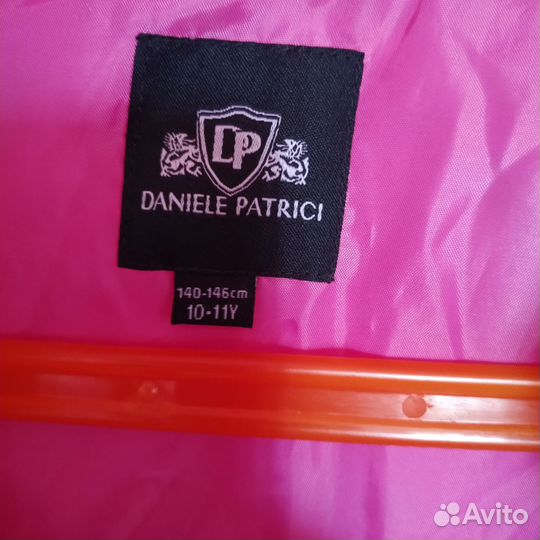 DP
DANIELE PATRICI
140-146cm
10-11Y
Avito